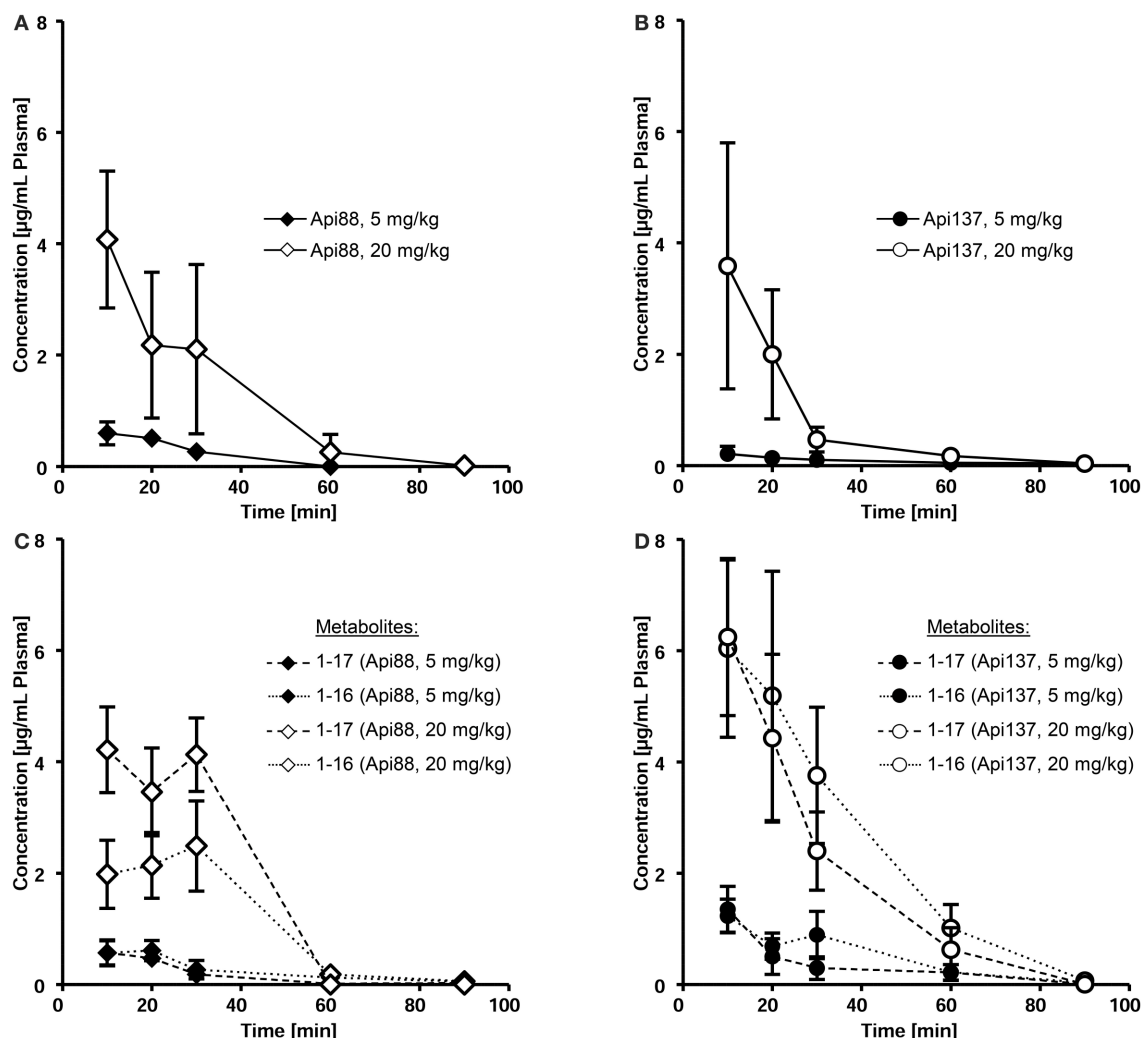 A
8
6
4
2
0
Concentration [µg/mL Plasma]
Api88, 5 mg/kg
Api88, 20 mg/kg
0 20 40 60 80 100
Time [min]
B
8
6
4
2
0
Concentration [µg/mL Plasma]
Api137, 5 mg/kg
Api137, 20 mg/kg
0 20 40 60 80 100
Time [min]
C
8
6
4
2
0
Concentration [µg/mL Plasma]
Metabolites:
1-17 (Api88, 5 mg/kg)
1-16 (Api88, 5 mg/kg)
1-17 (Api88, 20 mg/kg)
1-16 (Api88, 20 mg/kg)
0 20 40 60 80 100
Time [min]
D
8
6
4
2
0
Concentration [µg/mL Plasma]
Metabolites:
1-17 (Api137, 5 mg/kg)
1-16 (Api137, 5 mg/kg)
1-17 (Api137, 20 mg/kg)
1-16 (Api137, 20 mg/kg)
0 20 40 60 80 100
Time [min]